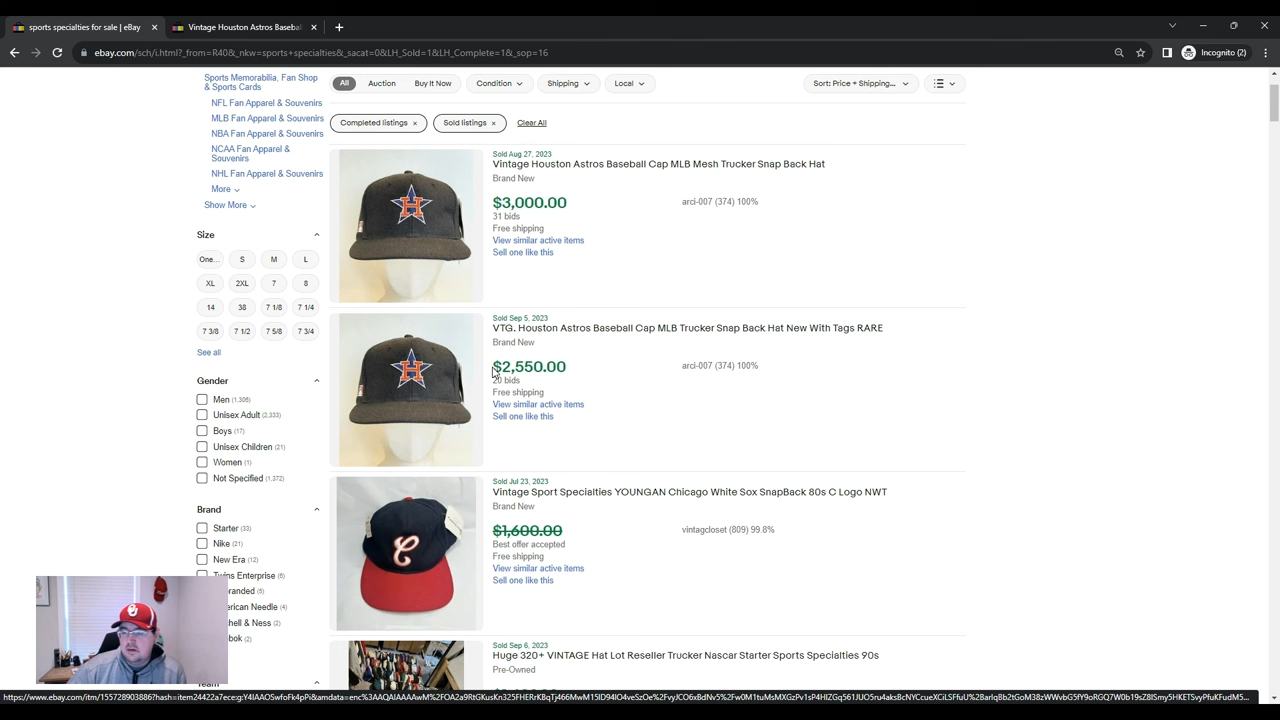 sports specialties for sale | eBay
Vintage Houston Astros Baseba
ebay.com/sch/i.html?_from=R40&_nkw=sports+specialties&_sacat=0&LH_Sold=1&LH_Complete=1&_sop=16
Incognito (2)
Sports Memorabilia, Fan Shop
& Sports Cards
NFL Fan Apparel & Souvenirs
MLB Fan Apparel & Souvenirs
NBA Fan Apparel & Souvenirs
NCAA Fan Apparel &
Souvenirs
NHL Fan Apparel & Souvenirs
More
Show More
Size
One... S M L
XL 2XL 7 8
14 38 7 1/8 7 1/4
7 3/8 7 1/2 7 5/8 7 3/4
See all
Gender
Men (1,306)
Unisex Adult (2,333)
Boys (17)
Unisex Children (21)
Women (1)
Not Specified (1,372)
Brand
Starter (33)
Nike (21)
New Era (12)
Twins Enterprise (6)
branded (5)
erican Needle (4)
chell & Ness (2)
bok (2)
All Auction Buy It Now Condition Shipping Local Sort: Price + Shipping...
Completed listings × Sold listings × Clear All
Sold Aug 27, 2023
Vintage Houston Astros Baseball Cap MLB Mesh Trucker Snap Back Hat
Brand New
$3,000.00 arci-007 (374) 100%
31 bids
Free shipping
View similar active items
Sell one like this
Sold Sep 5, 2023
VTG. Houston Astros Baseball Cap MLB Trucker Snap Back Hat New With Tags RARE
Brand New
$2,550.00 arci-007 (374) 100%
20 bids
Free shipping
View similar active items
Sell one like this
Sold Jul 23, 2023
Vintage Sport Specialties YOUNGAN Chicago White Sox SnapBack 80s C Logo NWT
Brand New
$1,600.00 vintagcloset (809) 99.8%
Best offer accepted
Free shipping
View similar active items
Sell one like this
Sold Sep 6, 2023
Huge 320+ VINTAGE Hat Lot Reseller Trucker Nascar Starter Sports Specialties 90s
Pre-Owned
H
H
C
OU